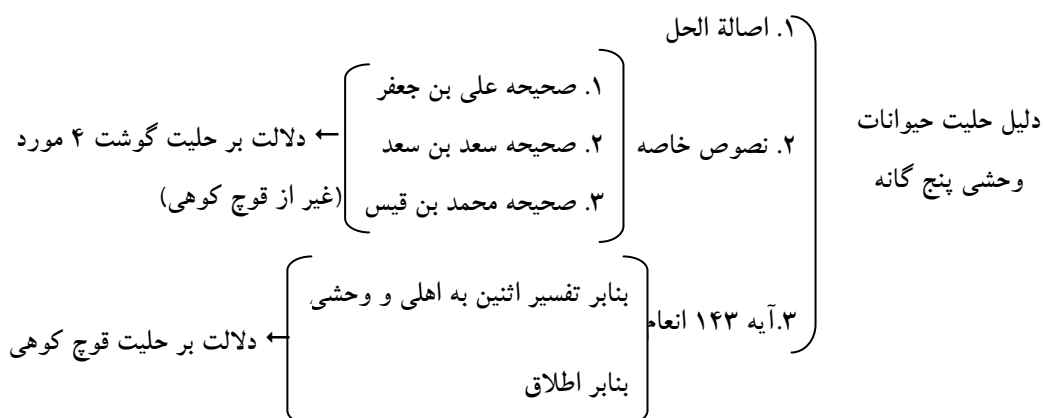 دلیل حلیت حیوانات
وحشی پنج گانه
۱. اصالة الحل
۲. نصوص خاصه
۱. صحیحه علی بن جعفر
۲. صحیحه سعد بن سعد
۳. صحیحه محمد بن قیس
← دلالت بر حلیت گوشت ۴ مورد
(غیر از قوچ کوهی)
۳.آیه ۱۴۳ انعام
بنابر تفسیر اثنین به اهلی و وحشی
بنابر اطلاق
← دلالت بر حلیت قوچ کوهی